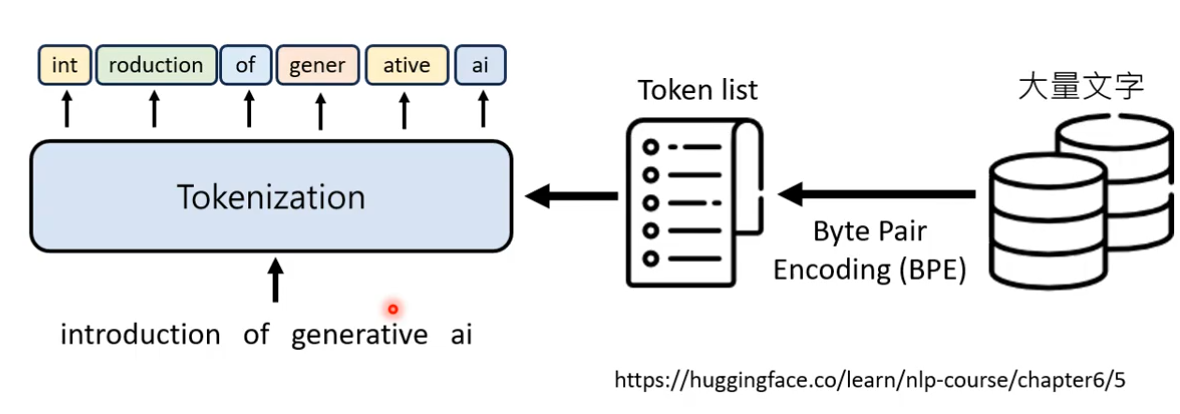 int roduction of gener ative ai
Tokenization
introduction of generative ai
Token list
大量文字
Byte Pair
Encoding (BPE)
https://huggingface.co/learn/nlp-course/chapter6/5